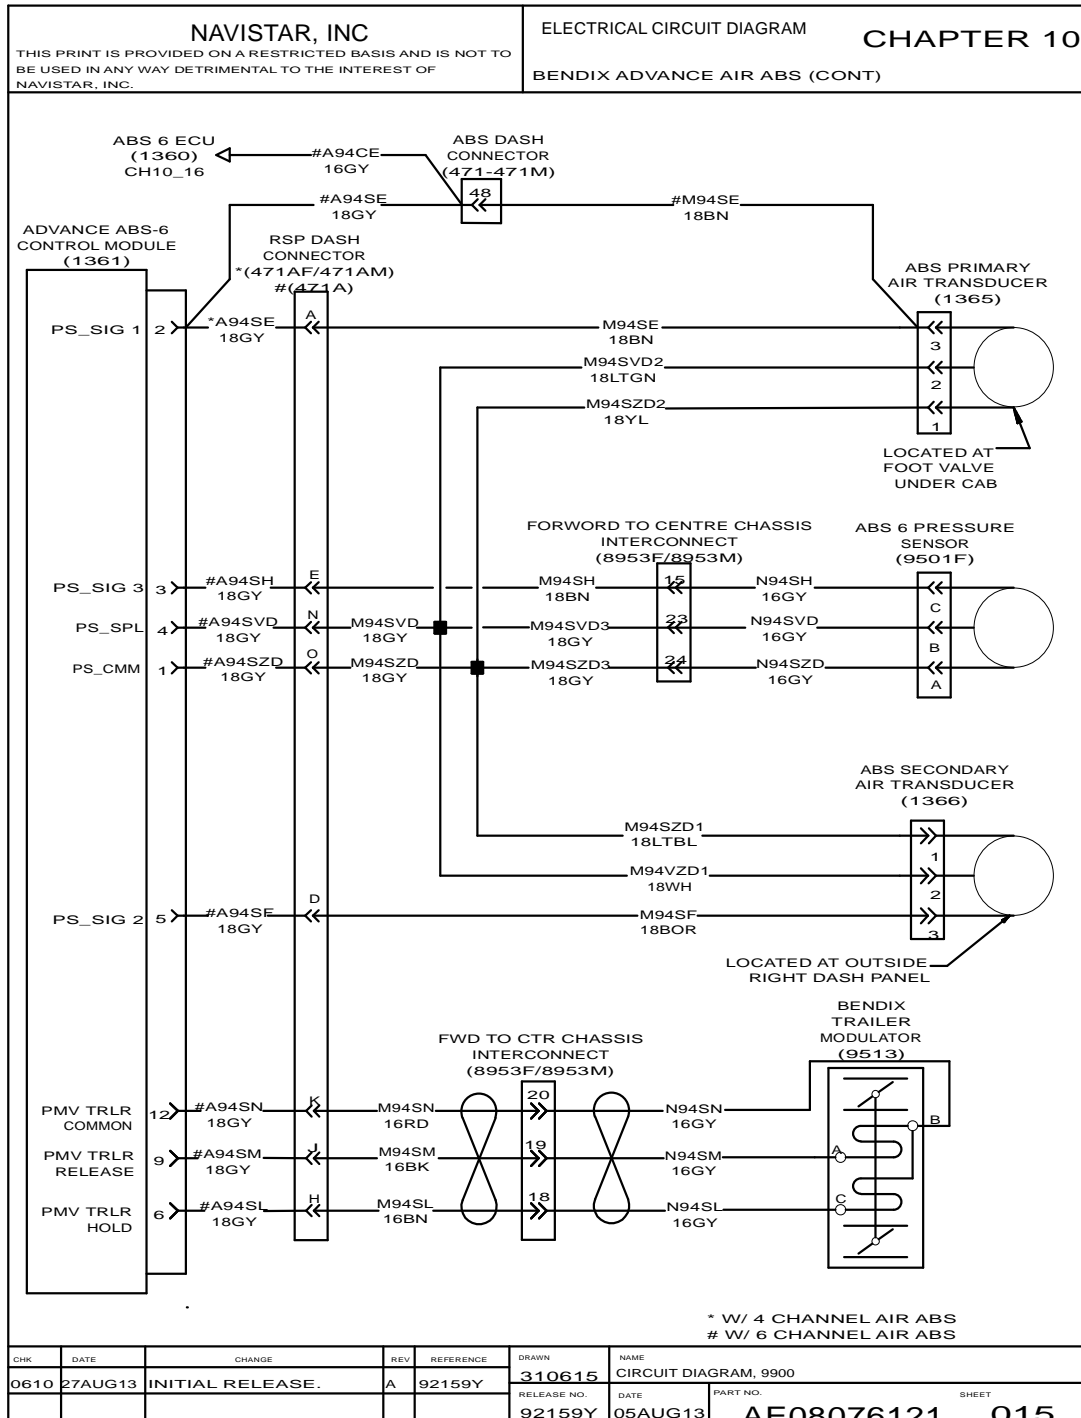 NAVISTAR, INC
THIS PRINT IS PROVIDED ON A RESTRICTED BASIS AND IS NOT TO
BE USED IN ANY WAY DETRIMENTAL TO THE INTEREST OF
NAVISTAR, INC.
ELECTRICAL CIRCUIT DIAGRAM
CHAPTER 10
BENDIX ADVANCE AIR ABS (CONT)
ABS 6 ECU
(1360)
CH10_16
#A94CE
16GY
ABS DASH
CONNECTOR
(471-471M)
48
#A94SE
18GY
#M94SE
18BN
ADVANCE ABS-6
CONTROL MODULE
(1361)
RSP DASH
CONNECTOR
*(471AF/471AM)
#(471A)
ABS PRIMARY
AIR TRANSDUCER
(1365)
PS_SIG 1
2
*A94SE
18GY
A
M94SE
18BN
3
M94SVD2
18LTGN
2
M94SZD2
18YL
1
LOCATED AT
FOOT VALVE
UNDER CAB
FORWORD TO CENTRE CHASSIS
INTERCONNECT
(8953F/8953M)
ABS 6 PRESSURE
SENSOR
(9501F)
PS_SIG 3
3
#A94SH
18GY
E
M94SH
18BN
15
N94SH
16GY
C
PS_SPL
4
#A94SVD
18GY
N
M94SVD
18GY
M94SVD3
18GY
23
N94SVD
16GY
B
PS_CMM
1
#A94SZD
18GY
O
M94SZD
18GY
M94SZD3
18GY
24
N94SZD
16GY
A
ABS SECONDARY
AIR TRANSDUCER
(1366)
M94SZD1
18LTBL
1
M94VZD1
18WH
2
PS_SIG 2
5
#A94SF
18GY
D
M94SF
18BOR
3
LOCATED AT OUTSIDE
RIGHT DASH PANEL
BENDIX
TRAILER
MODULATOR
(9513)
FWD TO CTR CHASSIS
INTERCONNECT
(8953F/8953M)
PMV TRLR
COMMON
12
#A94SN
18GY
K
M94SN
16RD
20
N94SN
16GY
B
PMV TRLR
RELEASE
9
#A94SM
18GY
J
M94SM
16BK
19
N94SM
16GY
A
PMV TRLR
HOLD
6
#A94SL
18GY
H
M94SL
16BN
18
N94SL
16GY
C
* W/ 4 CHANNEL AIR ABS
# W/ 6 CHANNEL AIR ABS
CHK DATE CHANGE REV REFERENCE
0610 27AUG13 INITIAL RELEASE. A 92159Y
DRAWN
310615
NAME
CIRCUIT DIAGRAM, 9900
RELEASE NO.
92159Y
DATE
05AUG13
PART NO.
AE08076121
SHEET
015